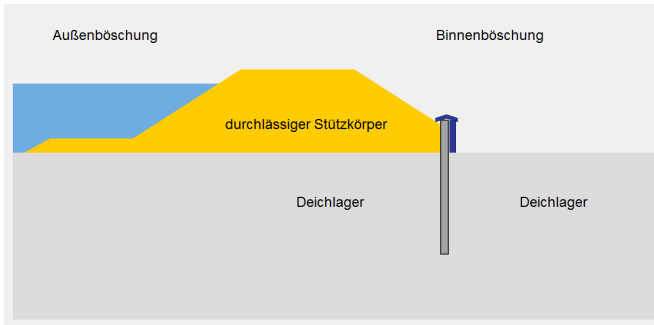 Außenböschung
Binnenböschung
durchlässiger Stützkörper
Deichlager
Deichlager